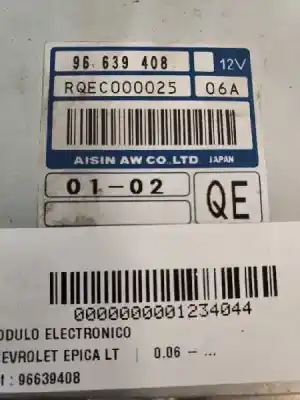 96 639 408 12V
RQEC000025 06A
AISIN AW CO.,LTD. JAPAN
01-02
QE
0000000001234044
ODULO ELECTRONICO
EVROLET EPICA LT | 0.06 - ...
f : 96639408